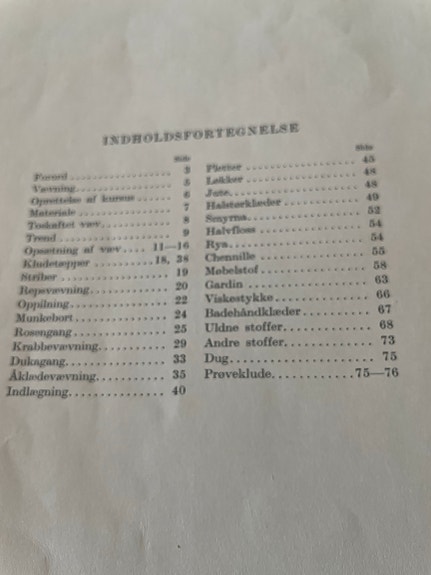 INDHOLDSFORTEGNELSE
Side
Forord ..................... 3
Vævning ................... 5
Oprettelse af kursus ...... 6
Materiale .................. 7
Toskaftet væv .............. 8
Trend ...................... 9
Opsætning af væv ..... 11—16
Kludetæpper ......... 18, 38
Striber ................... 19
Repsvævning ............... 20
Oppilning ................. 22
Munkebort ................. 24
Rosengang ................. 25
Krabbevævning ............. 29
Dukagang .................. 33
Åklædevævning ............. 35
Indlægning ................ 40
Side
Pletter ................... 45
Løkker .................... 48
Jute ...................... 48
Halstørklæder ............. 49
Smyrna .................... 52
Halvfloss ................. 54
Rya ....................... 54
Chennille ................. 55
Møbelstof ................. 58
Gardin .................... 63
Viskestykke ............... 66
Badehåndklæder ............ 67
Uldne stoffer ............. 68
Andre stoffer ............. 73
Dug ....................... 75
Prøveklude ............ 75—76